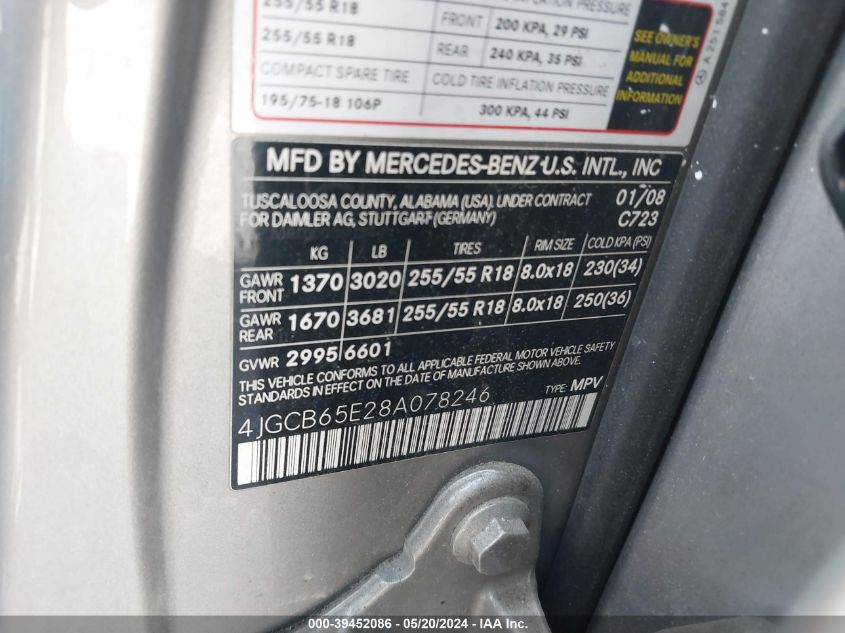 255/55 R18
INFLATION PRESSURE
FRONT 200 KPA, 29 PSI
255/55 R18 REAR 240 KPA, 35 PSI
COMPACT SPARE TIRE COLD TIRE INFLATION PRESSURE
195/75-18 106P 300 KPA, 44 PSI
SEE OWNER'S
MANUAL FOR
ADDITIONAL
INFORMATION
A 251 584
MFD BY MERCEDES-BENZ U.S. INTL., INC
TUSCALOOSA COUNTY, ALABAMA (USA) UNDER CONTRACT 01/08
FOR DAIMLER AG, STUTTGART (GERMANY) C723
KG LB TIRES RIM SIZE COLD KPA (PSI)
GAWR FRONT 1370 3020 255/55 R18 8.0x18 230(34)
GAWR REAR 1670 3681 255/55 R18 8.0x18 250(36)
GVWR 2995 6601
THIS VEHICLE CONFORMS TO ALL APPLICABLE FEDERAL MOTOR VEHICLE SAFETY
STANDARDS IN EFFECT ON THE DATE OF MANUFACTURE SHOWN ABOVE.
4JGCB65E28A078246 TYPE: MPV
000-39452086 - 05/20/2024 - IAA Inc.